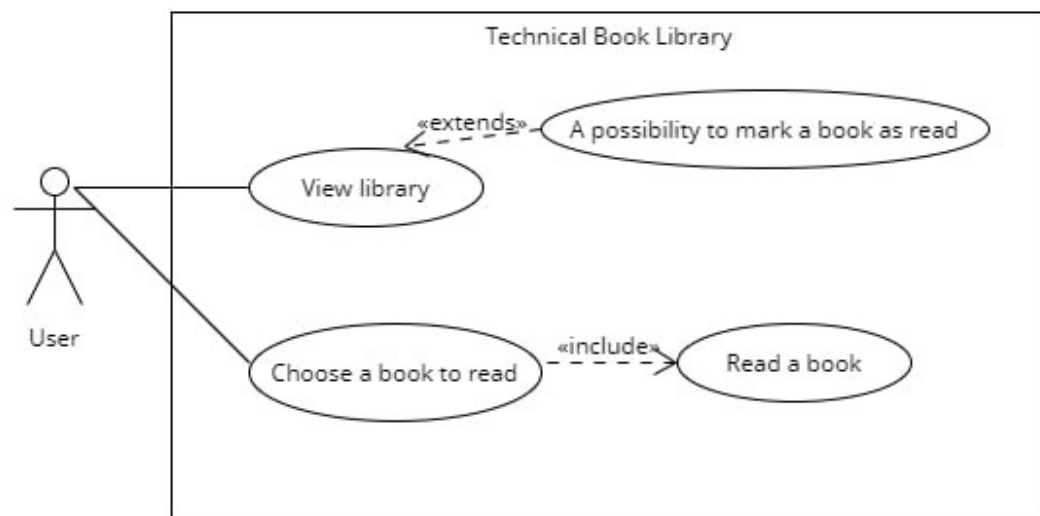 Technical Book Library
«extends»
A possibility to mark a book as read
View library
User
«include»
Choose a book to read
Read a book